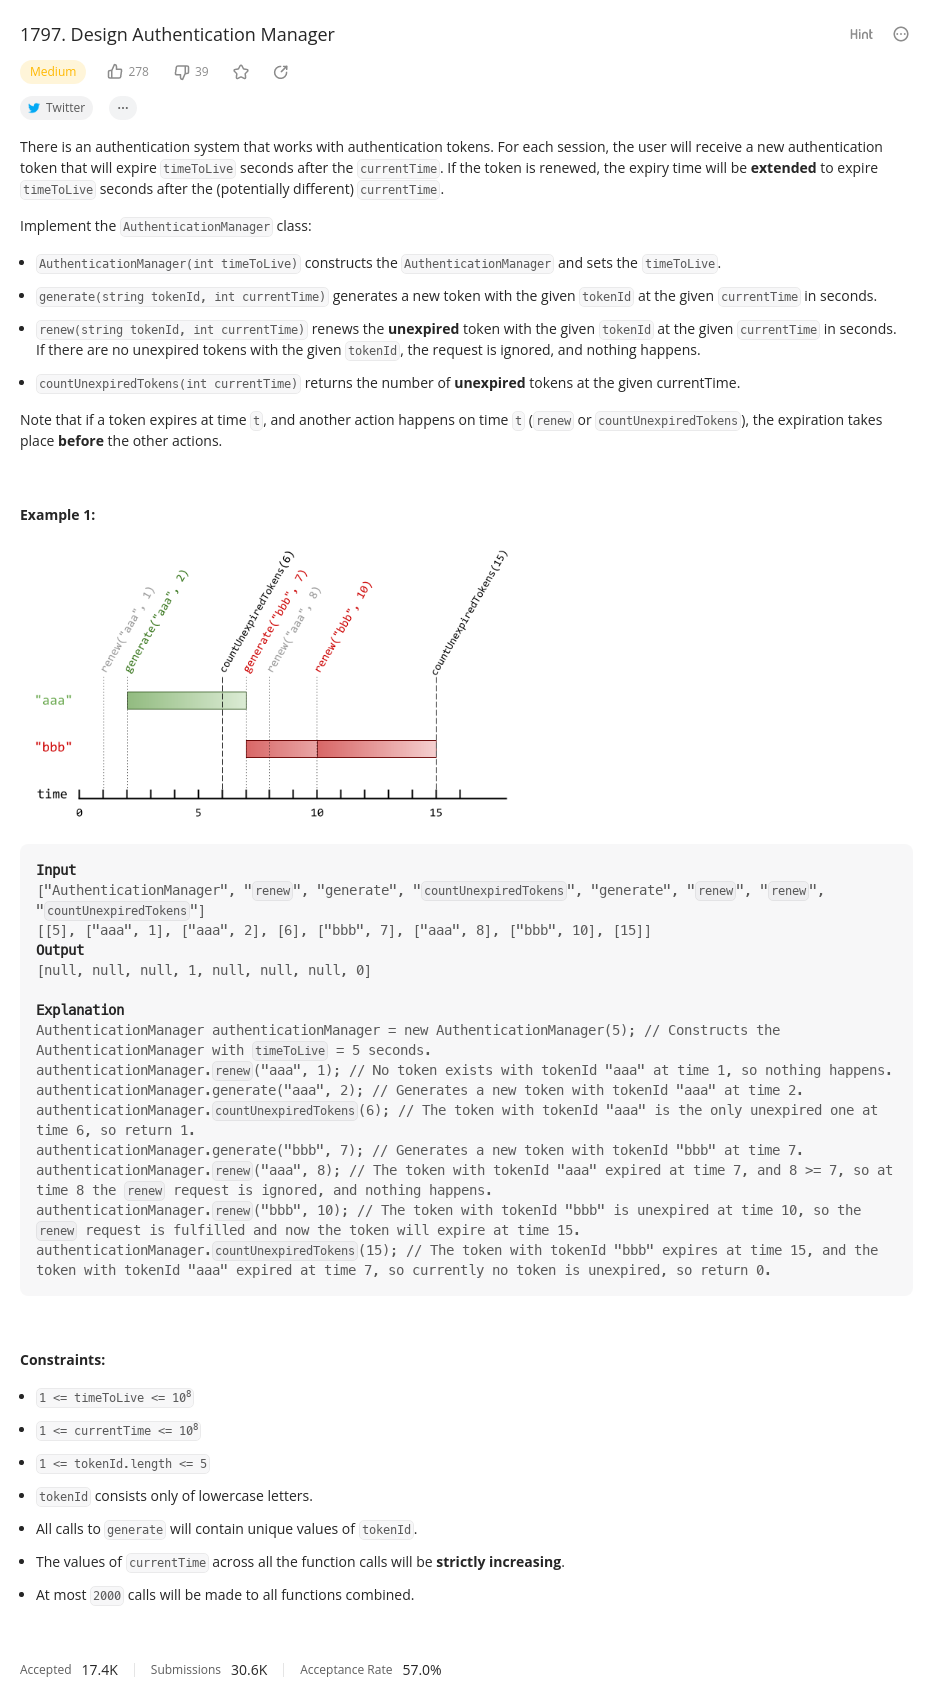 1797. Design Authentication Manager
Hint
Medium
278
39
Twitter
There is an authentication system that works with authentication tokens. For each session, the user will receive a new authentication
token that will expire timeToLive seconds after the currentTime. If the token is renewed, the expiry time will be extended to expire
timeToLive seconds after the (potentially different) currentTime.
Implement the AuthenticationManager class:
• AuthenticationManager(int timeToLive) constructs the AuthenticationManager and sets the timeToLive.
• generate(string tokenId, int currentTime) generates a new token with the given tokenId at the given currentTime in seconds.
• renew(string tokenId, int currentTime) renews the unexpired token with the given tokenId at the given currentTime in seconds.
If there are no unexpired tokens with the given tokenId, the request is ignored, and nothing happens.
• countUnexpiredTokens(int currentTime) returns the number of unexpired tokens at the given currentTime.
Note that if a token expires at time t, and another action happens on time t (renew or countUnexpiredTokens), the expiration takes
place before the other actions.
Example 1:
renew("aaa", 1)
generate("aaa", 2)
countUnexpiredTokens(6)
generate("bbb", 7)
renew("aaa", 8)
renew("bbb", 10)
countUnexpiredTokens(15)
"aaa"
"bbb"
time
0 5 10 15
Input
["AuthenticationManager", "renew", "generate", "countUnexpiredTokens", "generate", "renew", "renew",
"countUnexpiredTokens"]
[[5], ["aaa", 1], ["aaa", 2], [6], ["bbb", 7], ["aaa", 8], ["bbb", 10], [15]]
Output
[null, null, null, 1, null, null, null, 0]
Explanation
AuthenticationManager authenticationManager = new AuthenticationManager(5); // Constructs the
AuthenticationManager with timeToLive = 5 seconds.
authenticationManager.renew("aaa", 1); // No token exists with tokenId "aaa" at time 1, so nothing happens.
authenticationManager.generate("aaa", 2); // Generates a new token with tokenId "aaa" at time 2.
authenticationManager.countUnexpiredTokens(6); // The token with tokenId "aaa" is the only unexpired one at
time 6, so return 1.
authenticationManager.generate("bbb", 7); // Generates a new token with tokenId "bbb" at time 7.
authenticationManager.renew("aaa", 8); // The token with tokenId "aaa" expired at time 7, and 8 >= 7, so at
time 8 the renew request is ignored, and nothing happens.
authenticationManager.renew("bbb", 10); // The token with tokenId "bbb" is unexpired at time 10, so the
renew request is fulfilled and now the token will expire at time 15.
authenticationManager.countUnexpiredTokens(15); // The token with tokenId "bbb" expires at time 15, and the
token with tokenId "aaa" expired at time 7, so currently no token is unexpired, so return 0.
Constraints:
• 1 <= timeToLive <= 10⁸
• 1 <= currentTime <= 10⁸
• 1 <= tokenId.length <= 5
• tokenId consists only of lowercase letters.
• All calls to generate will contain unique values of tokenId.
• The values of currentTime across all the function calls will be strictly increasing.
• At most 2000 calls will be made to all functions combined.
Accepted 17.4K Submissions 30.6K Acceptance Rate 57.0%